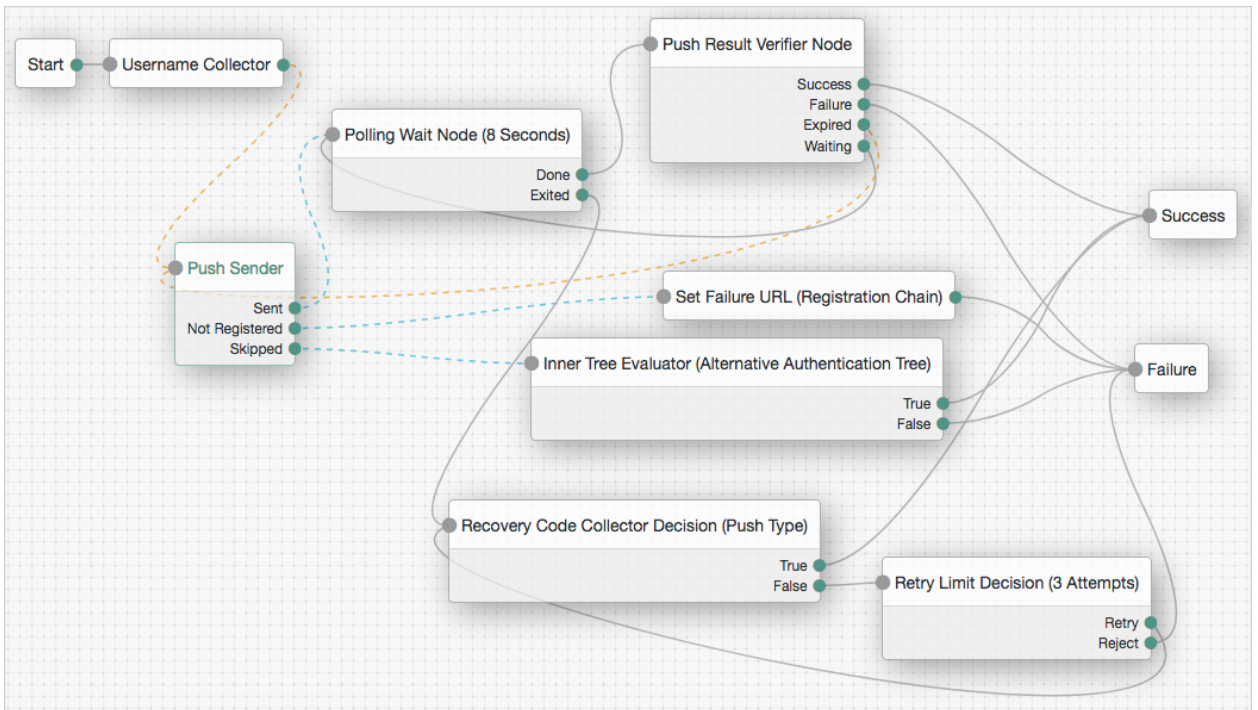 Start
Username Collector
Push Result Verifier Node
Success
Failure
Expired
Waiting
Polling Wait Node (8 Seconds)
Done
Exited
Success
Push Sender
Sent
Not Registered
Skipped
Set Failure URL (Registration Chain)
Inner Tree Evaluator (Alternative Authentication Tree)
True
False
Failure
Recovery Code Collector Decision (Push Type)
True
False
Retry Limit Decision (3 Attempts)
Retry
Reject